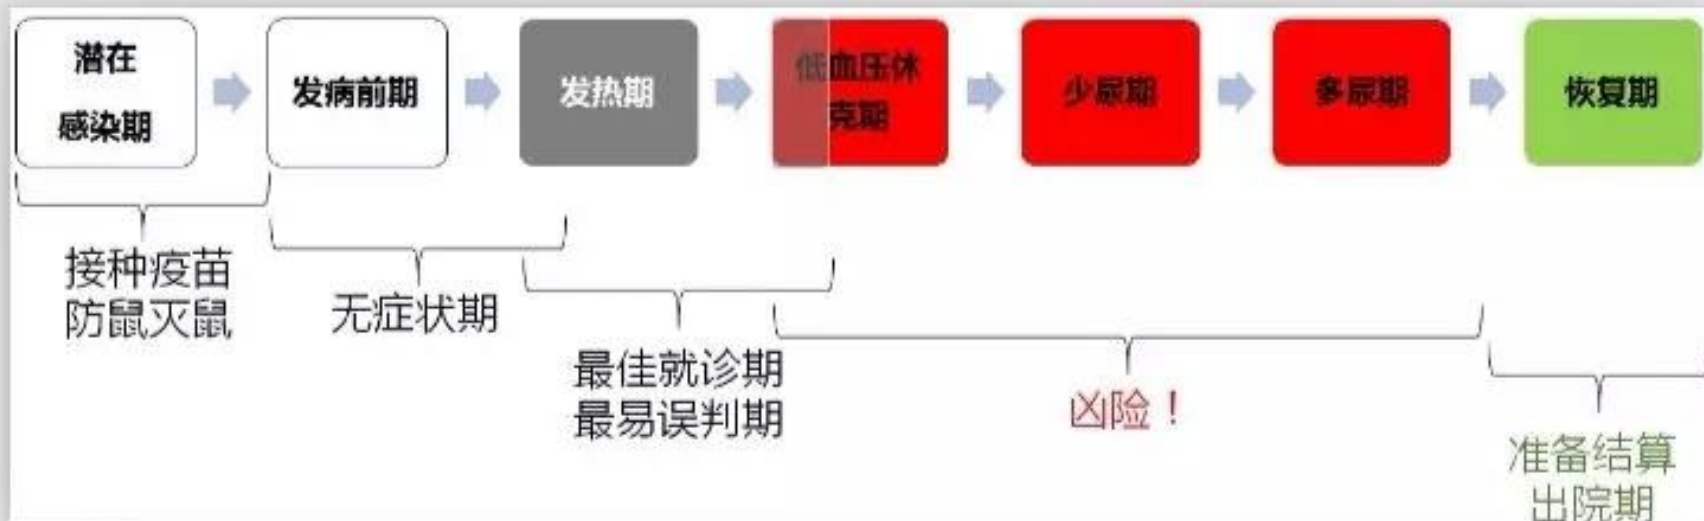 潜在
感染期
发病前期
发热期
低血压休
克期
少尿期
多尿期
恢复期
接种疫苗
防鼠灭鼠
无症状期
最佳就诊期
最易误判期
凶险！
准备结算
出院期